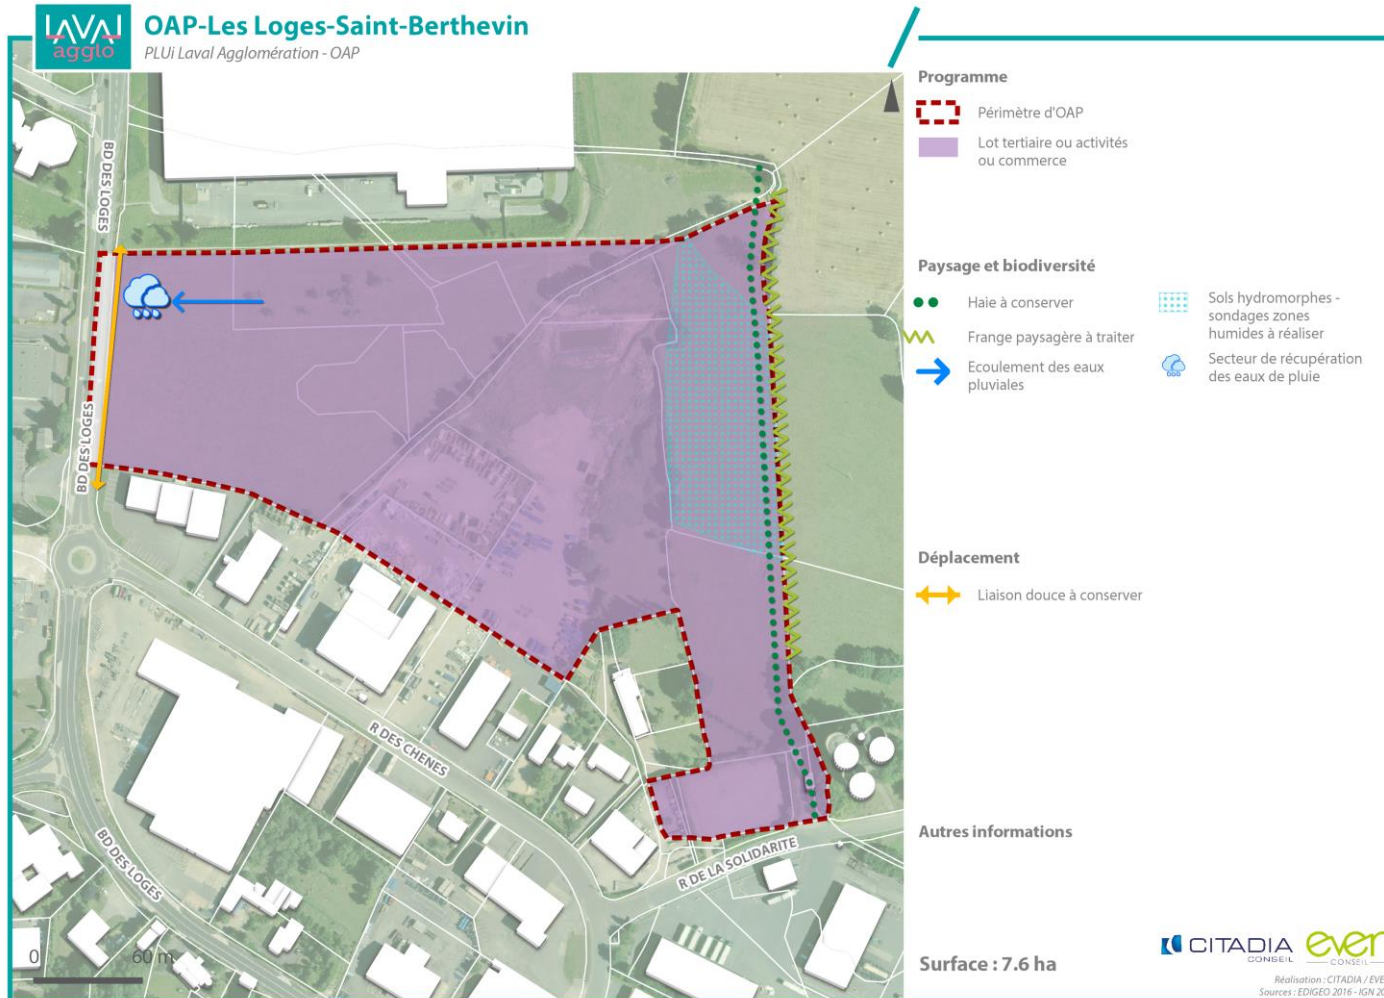 LAVAL
agglo
OAP-Les Loges-Saint-Berthevin
PLUi Laval Agglomération - OAP
BD DES LOGES
BD DES LOGES
R DES CHENES
BD DES LOGES
R DE LA SOLIDARITE
0
60 m
Programme
Périmètre d'OAP
Lot tertiaire ou activités
ou commerce
Paysage et biodiversité
Haie à conserver
Frange paysagère à traiter
Ecoulement des eaux
pluviales
Sols hydromorphes -
sondages zones
humides à réaliser
Secteur de récupération
des eaux de pluie
Déplacement
Liaison douce à conserver
Autres informations
Surface : 7.6 ha
CITADIA
CONSEIL
even
CONSEIL
Réalisation : CITADIA / EVE
Sources : EDIGEO 2016 - IGN 20